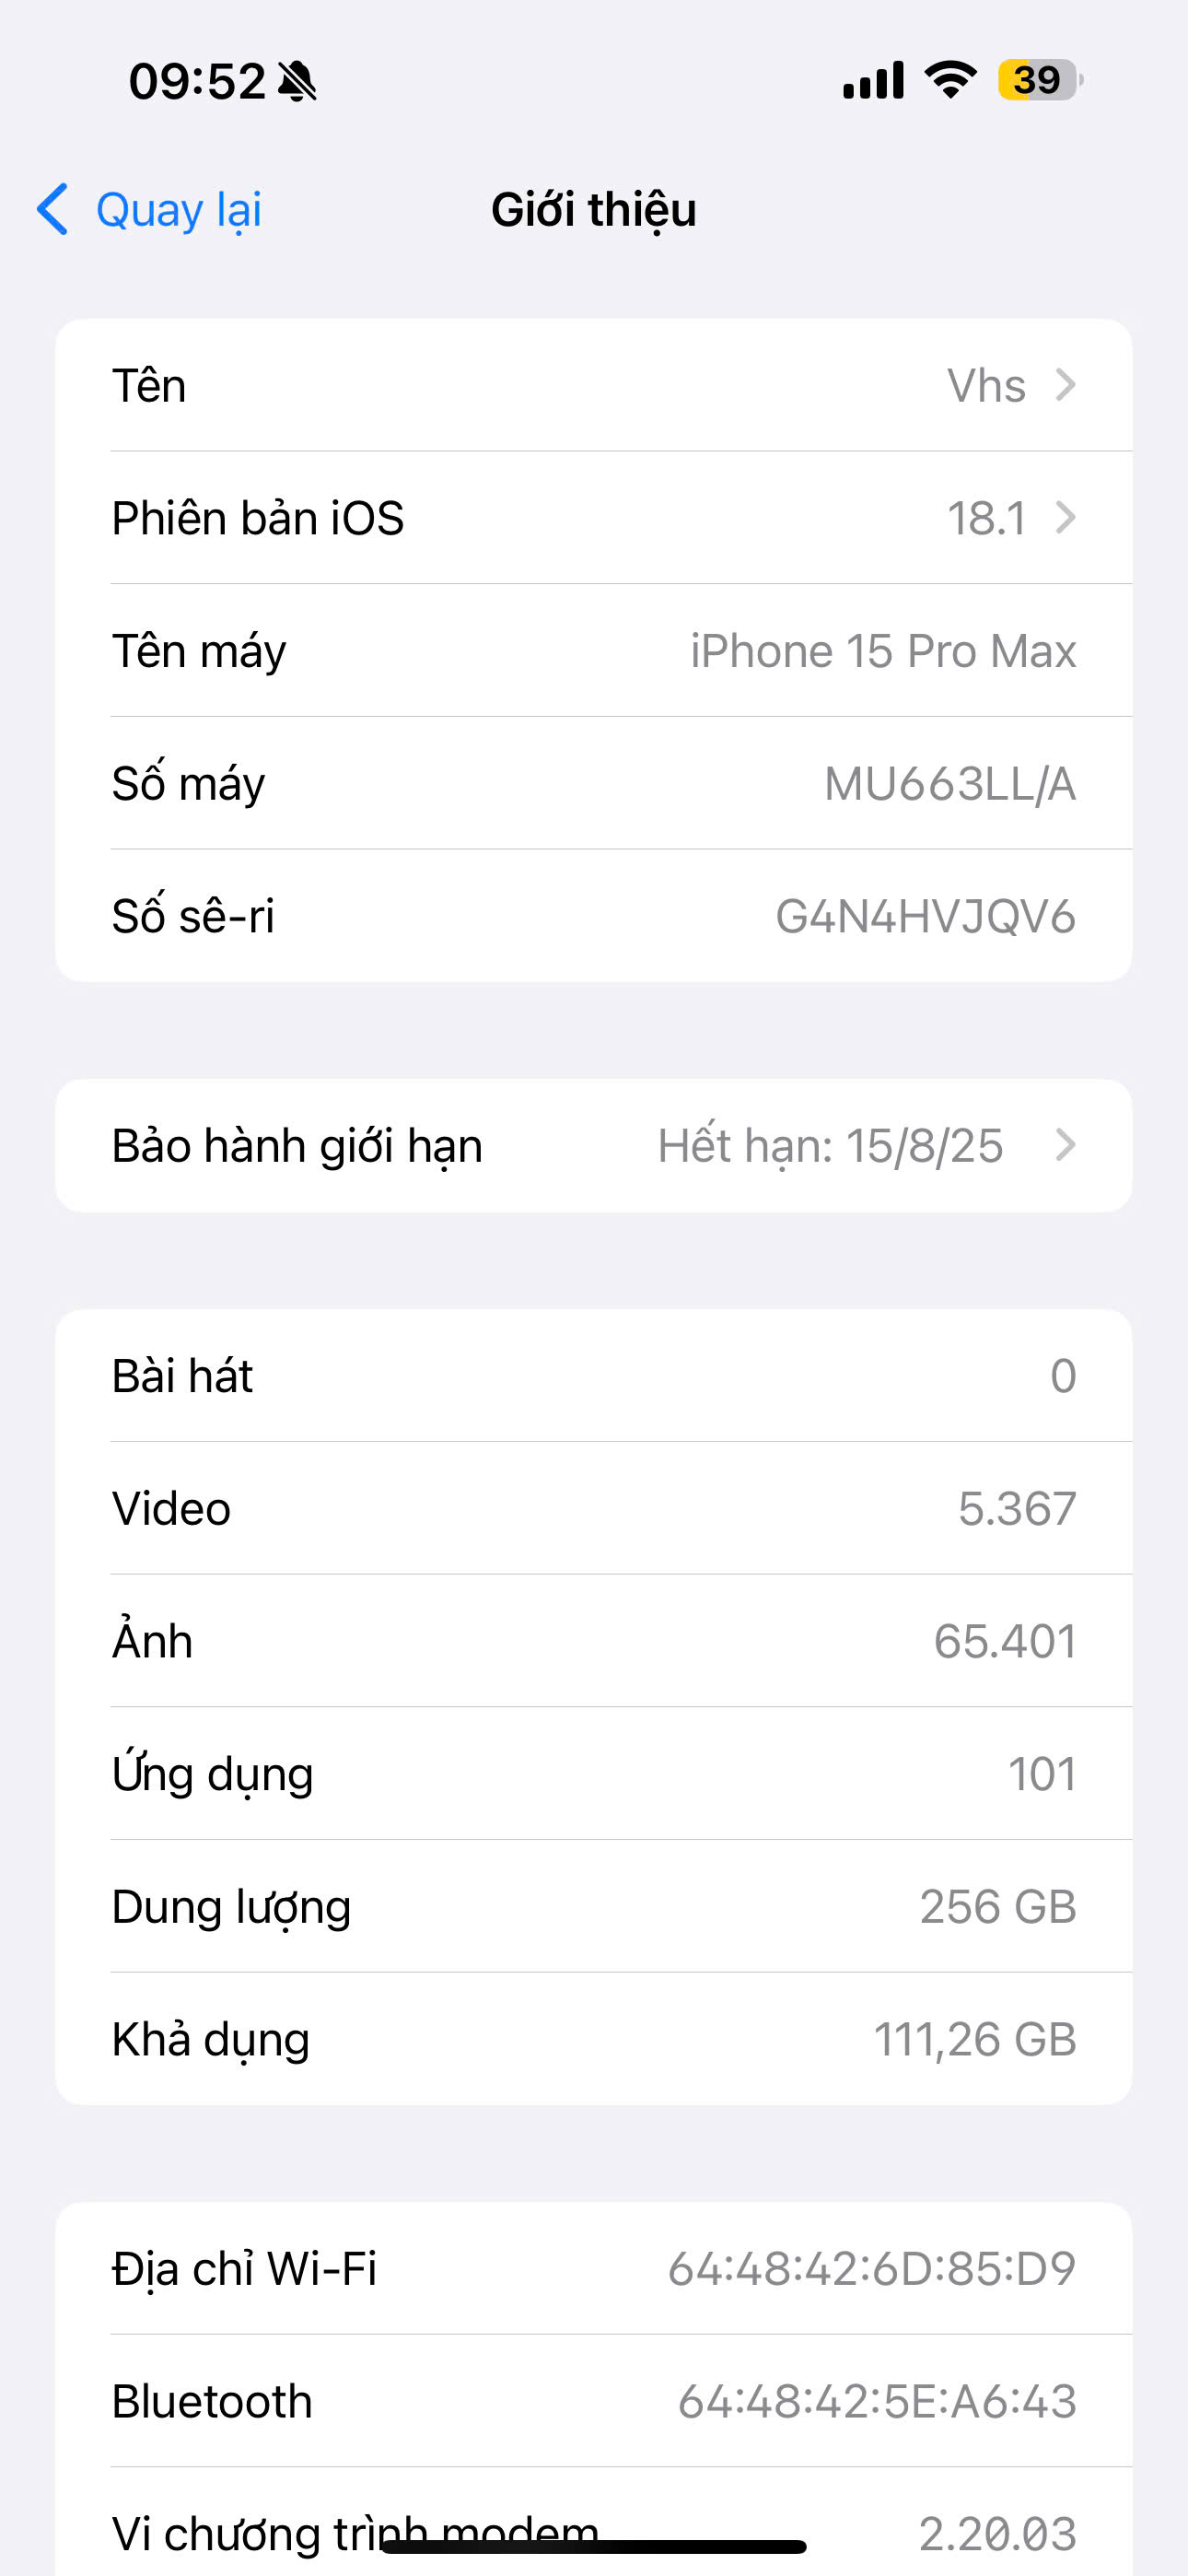 09:52
39
Quay lại
Giới thiệu
Tên Vhs
Phiên bản iOS 18.1
Tên máy iPhone 15 Pro Max
Số máy MU663LL/A
Số sê-ri G4N4HVJQV6
Bảo hành giới hạn Hết hạn: 15/8/25
Bài hát 0
Video 5.367
Ảnh 65.401
Ứng dụng 101
Dung lượng 256 GB
Khả dụng 111,26 GB
Địa chỉ Wi-Fi 64:48:42:6D:85:D9
Bluetooth 64:48:42:5E:A6:43
Vi chương trình modem 2.20.03